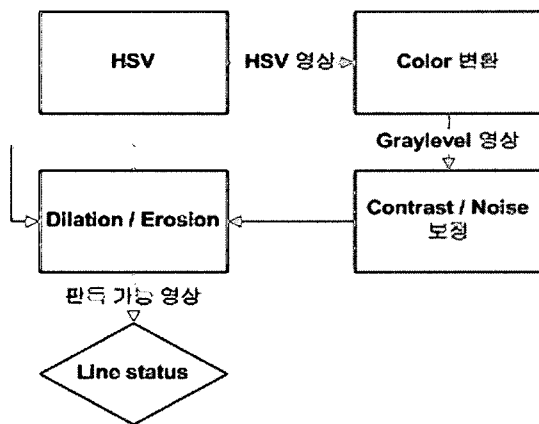 HSV
HSV 영상
Color 변환
Graylevel 영상
Dilation / Erosion
Contrast / Noise
보정
판독 가능 영상
Line status